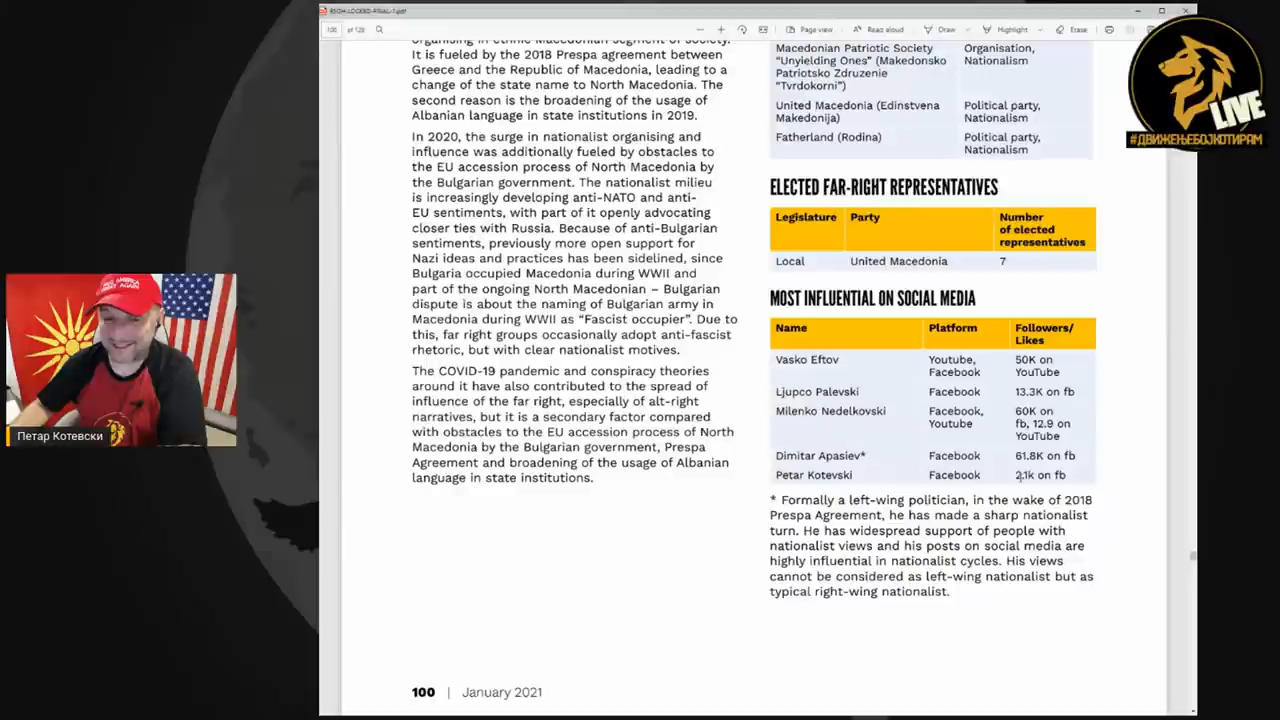 RSOH-LOCKED-FINAL-1.pdf
100 of 128
Page view
Read aloud
Draw
Highlight
Erase
organising in ethnic Macedonian segment of society.
It is fueled by the 2018 Prespa agreement between
Greece and the Republic of Macedonia, leading to a
change of the state name to North Macedonia. The
second reason is the broadening of the usage of
Albanian language in state institutions in 2019.
In 2020, the surge in nationalist organising and
influence was additionally fueled by obstacles to
the EU accession process of North Macedonia by
the Bulgarian government. The nationalist milieu
is increasingly developing anti-NATO and anti-
EU sentiments, with part of it openly advocating
closer ties with Russia. Because of anti-Bulgarian
sentiments, previously more open support for
Nazi ideas and practices has been sidelined, since
Bulgaria occupied Macedonia during WWII and
part of the ongoing North Macedonian – Bulgarian
dispute is about the naming of Bulgarian army in
Macedonia during WWII as “Fascist occupier”. Due to
this, far right groups occasionally adopt anti-fascist
rhetoric, but with clear nationalist motives.
The COVID-19 pandemic and conspiracy theories
around it have also contributed to the spread of
influence of the far right, especially of alt-right
narratives, but it is a secondary factor compared
with obstacles to the EU accession process of North
Macedonia by the Bulgarian government, Prespa
Agreement and broadening of the usage of Albanian
language in state institutions.
100 | January 2021
Macedonian Patriotic Society Organisation,
“Unyielding Ones” (Makedonsko Nationalism
Patriotsko Zdruzenie
“Tvrdokorni”)
United Macedonia (Edinstvena Political party,
Makedonija) Nationalism
Fatherland (Rodina) Political party,
Nationalism
ELECTED FAR-RIGHT REPRESENTATIVES
Legislature Party Number
of elected
representatives
Local United Macedonia 7
MOST INFLUENTIAL ON SOCIAL MEDIA
Name Platform Followers/
Likes
Vasko Eftov Youtube, 50K on
Facebook YouTube
Ljupco Palevski Facebook 13.3K on fb
Milenko Nedelkovski Facebook, 60K on
Youtube fb, 12.9 on
YouTube
Dimitar Apasiev* Facebook 61.8K on fb
Petar Kotevski Facebook 2.1k on fb
* Formally a left-wing politician, in the wake of 2018
Prespa Agreement, he has made a sharp nationalist
turn. He has widespread support of people with
nationalist views and his posts on social media are
highly influential in nationalist cycles. His views
cannot be considered as left-wing nationalist but as
typical right-wing nationalist.
LIVE
#ДВИЖЕЊЕБОЈКОТИРАМ
Петар Котевски